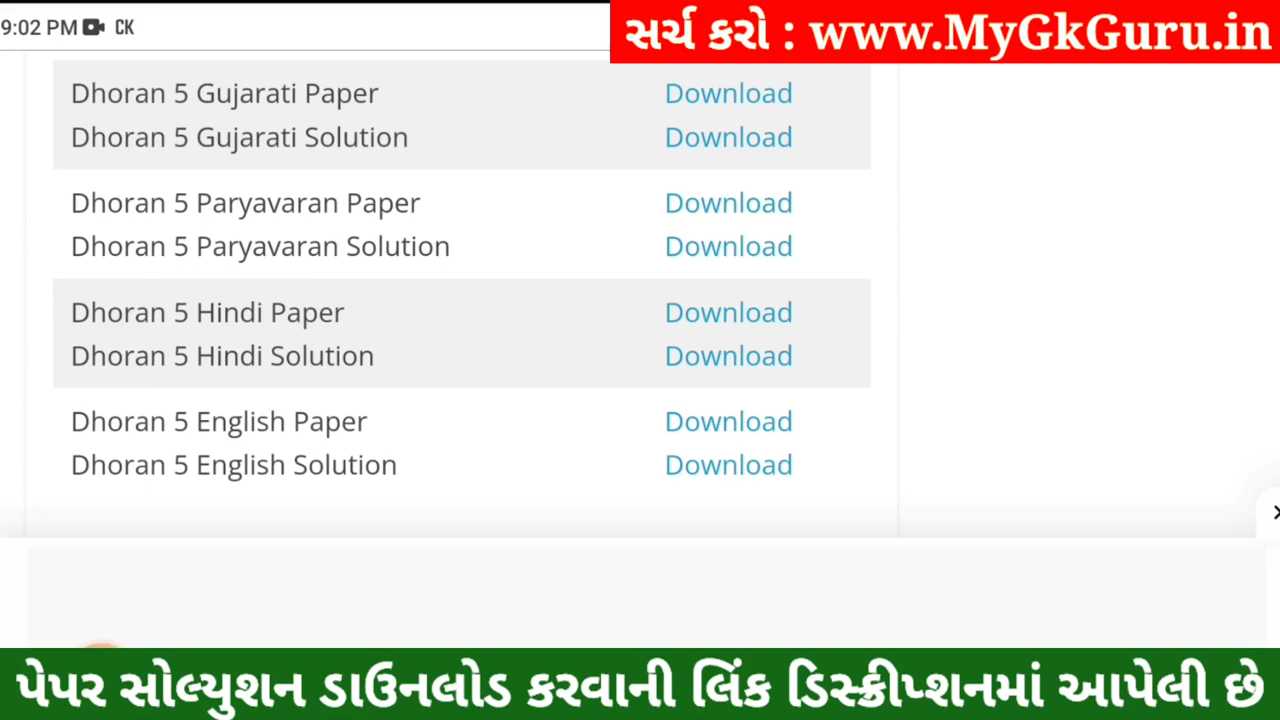 9:02 PM CK
સર્ચ કરો : www.MyGkGuru.in
Dhoran 5 Gujarati Paper Download
Dhoran 5 Gujarati Solution Download
Dhoran 5 Paryavaran Paper Download
Dhoran 5 Paryavaran Solution Download
Dhoran 5 Hindi Paper Download
Dhoran 5 Hindi Solution Download
Dhoran 5 English Paper Download
Dhoran 5 English Solution Download
પેપર સોલ્યુશન ડાઉનલોડ કરવાની લિંક ડિસ્ક્રીપ્શનમાં આપેલી છે